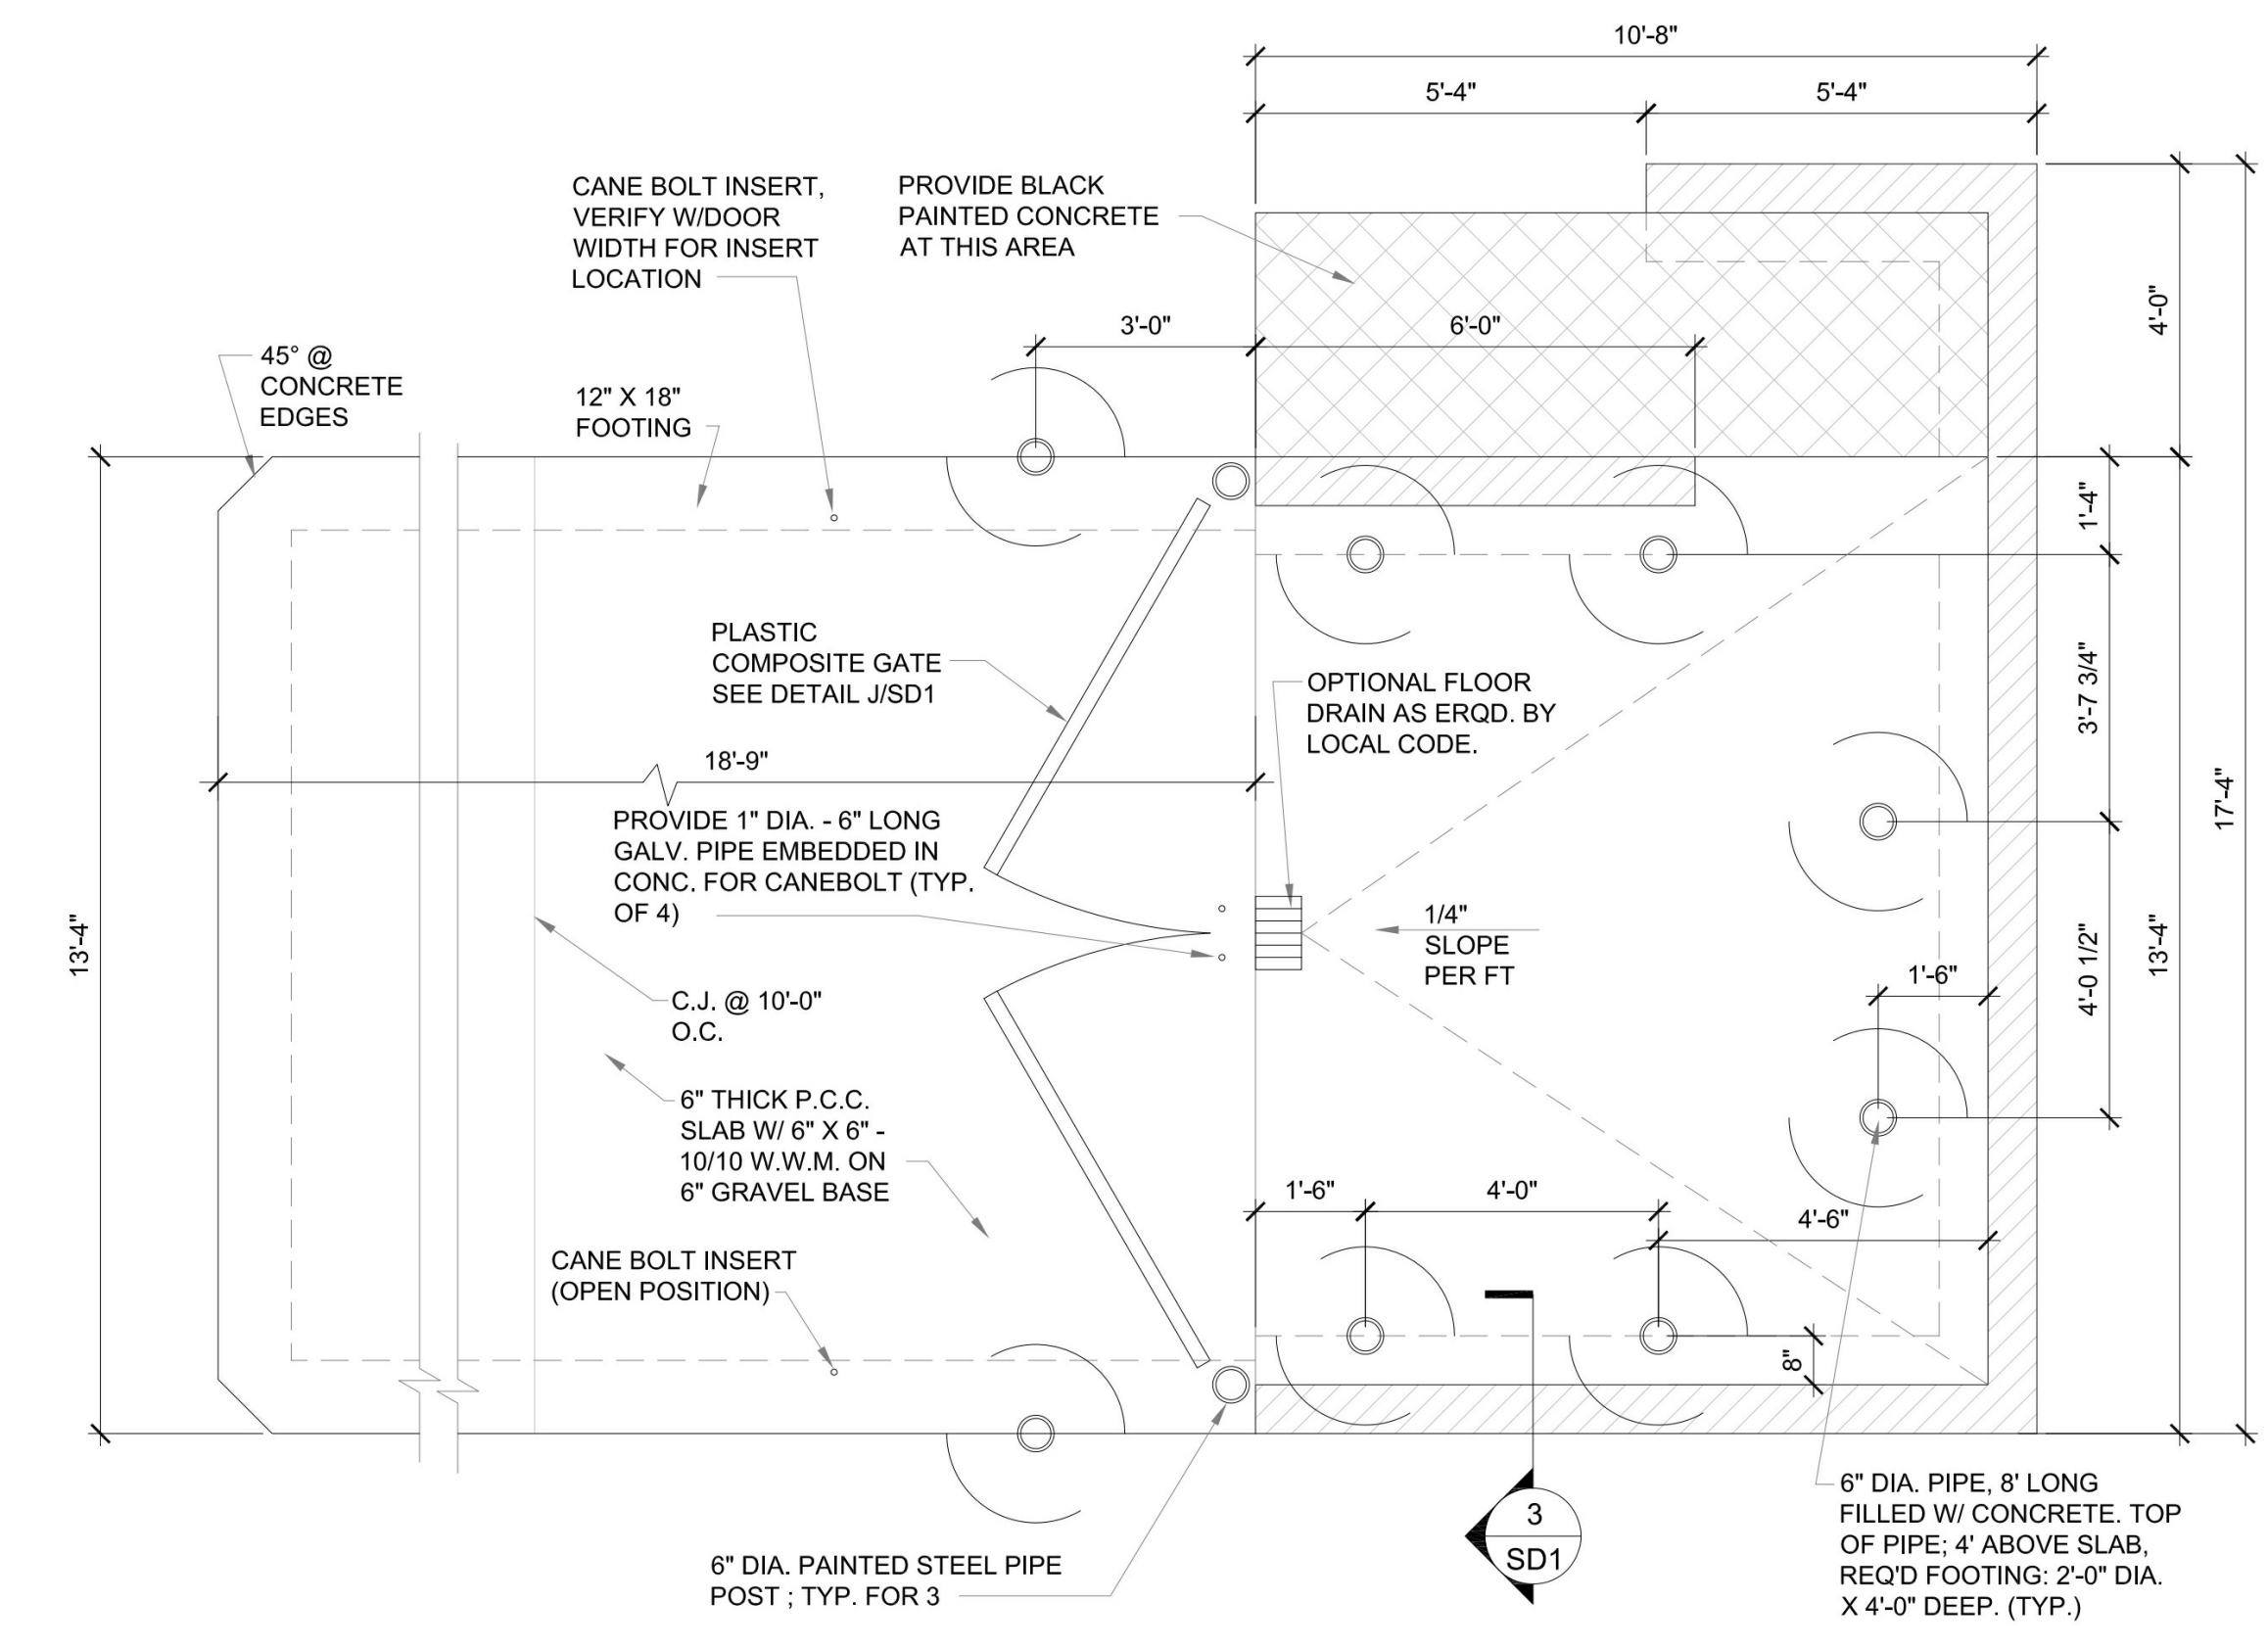 10'-8"
5'-4"
5'-4"
CANE BOLT INSERT,
VERIFY W/DOOR
WIDTH FOR INSERT
LOCATION
PROVIDE BLACK
PAINTED CONCRETE
AT THIS AREA
4'-0"
3'-0"
6'-0"
45° @
CONCRETE
EDGES
12" X 18"
FOOTING
1'-4"
PLASTIC
COMPOSITE GATE
SEE DETAIL J/SD1
OPTIONAL FLOOR
DRAIN AS ERQD. BY
LOCAL CODE.
3'-7 3/4"
17'-4"
18'-9"
PROVIDE 1" DIA. - 6" LONG
GALV. PIPE EMBEDDED IN
CONC. FOR CANEBOLT (TYP.
OF 4)
13'-4"
1/4"
SLOPE
PER FT
1'-6"
4'-0 1/2"
13'-4"
C.J. @ 10'-0"
O.C.
6" THICK P.C.C.
SLAB W/ 6" X 6" -
10/10 W.W.M. ON
6" GRAVEL BASE
1'-6"
4'-0"
4'-6"
CANE BOLT INSERT
(OPEN POSITION)
8"
3
SD1
6" DIA. PAINTED STEEL PIPE
POST ; TYP. FOR 3
6" DIA. PIPE, 8' LONG
FILLED W/ CONCRETE. TOP
OF PIPE; 4' ABOVE SLAB,
REQ'D FOOTING: 2'-0" DIA.
X 4'-0" DEEP. (TYP.)